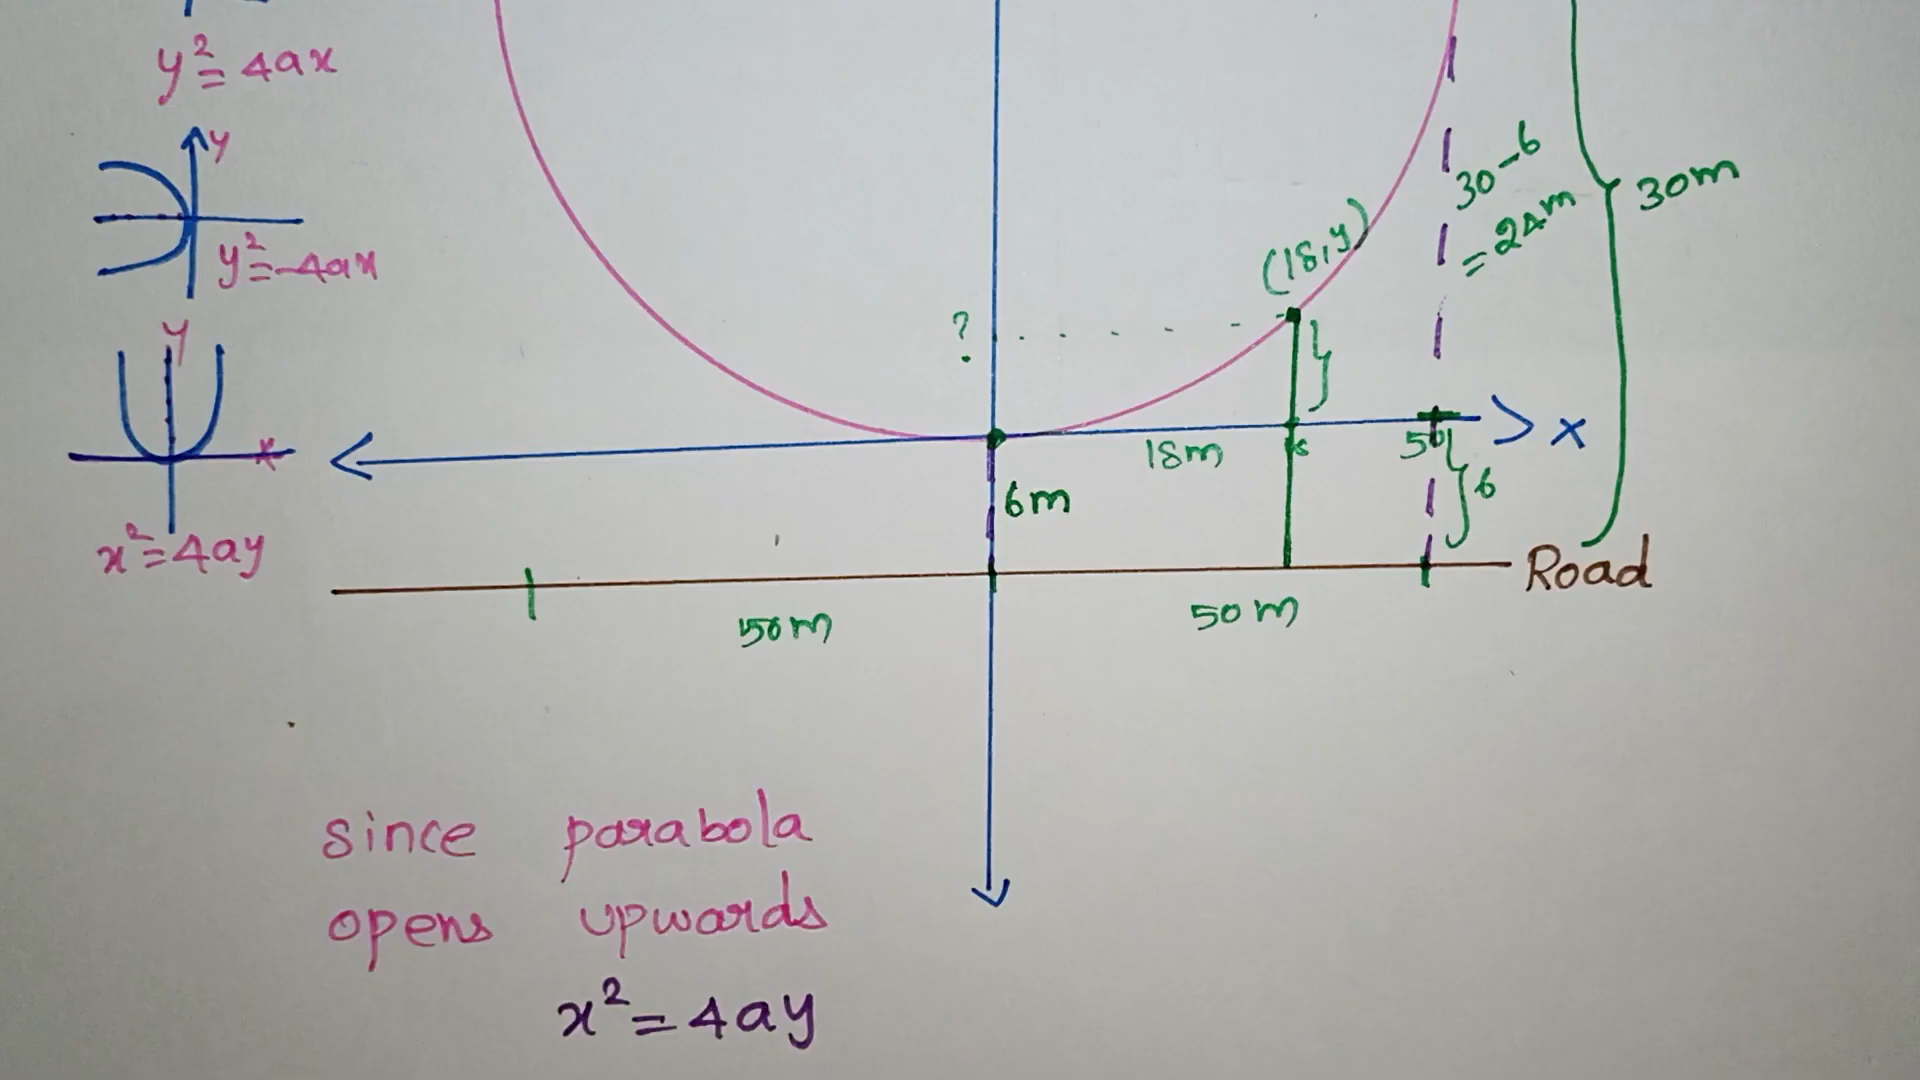 y²= 4ax
y
y²=-4ax
y
x
x²=4ay
30-6
=24m
30m
(18,y)
?
x
18m
50
6m
6
Road
50m
50m
since parabola
opens upwards
x²=4ay